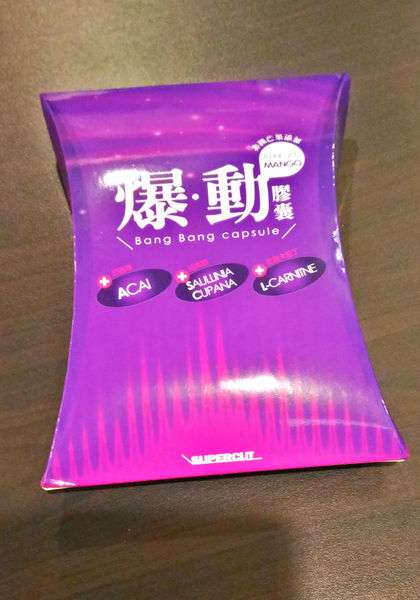 MANGO
爆·動膠囊
Bang Bang capsule
ACAI
SAULLINIA
CUPANA
L-CARNITINE
SUPERCUT